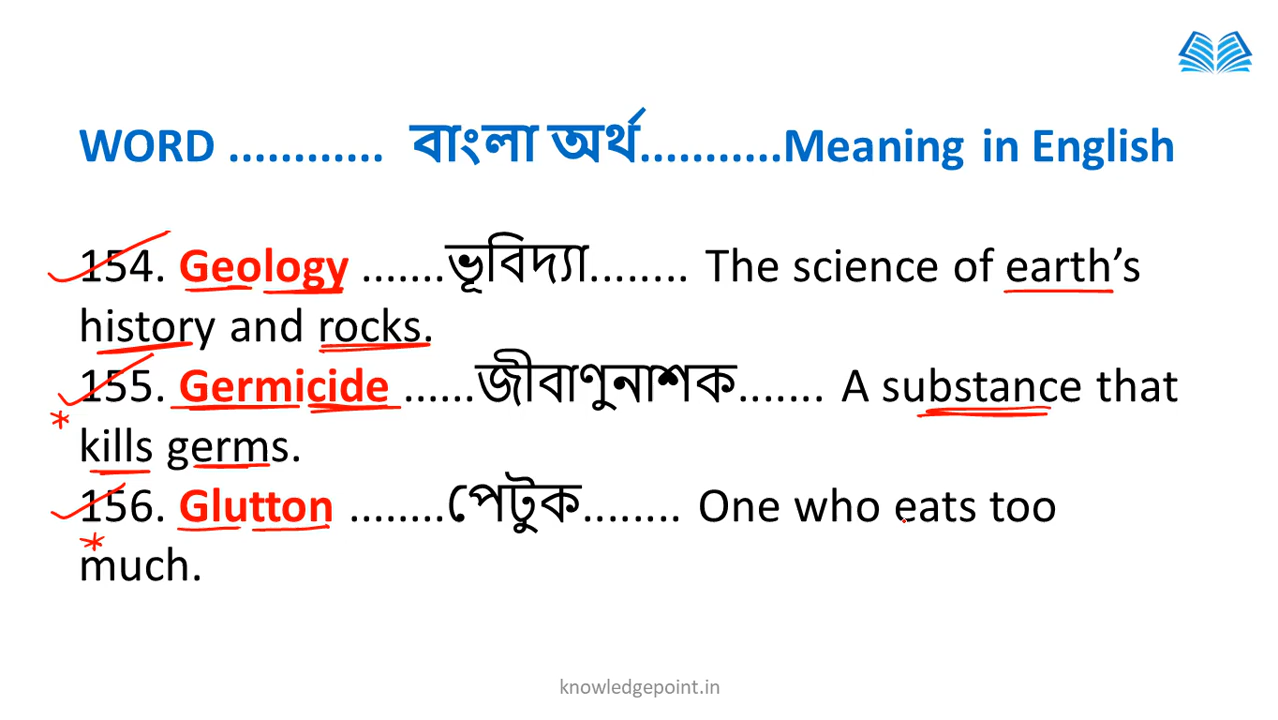 WORD ............ বাংলা অর্থ...........Meaning in English
154. Geology .......ভূবিদ্যা........ The science of earth’s
history and rocks.
155. Germicide ......জীবাণুনাশক....... A substance that
kills germs.
156. Glutton ........পেটুক........ One who eats too
much.
knowledgepoint.in